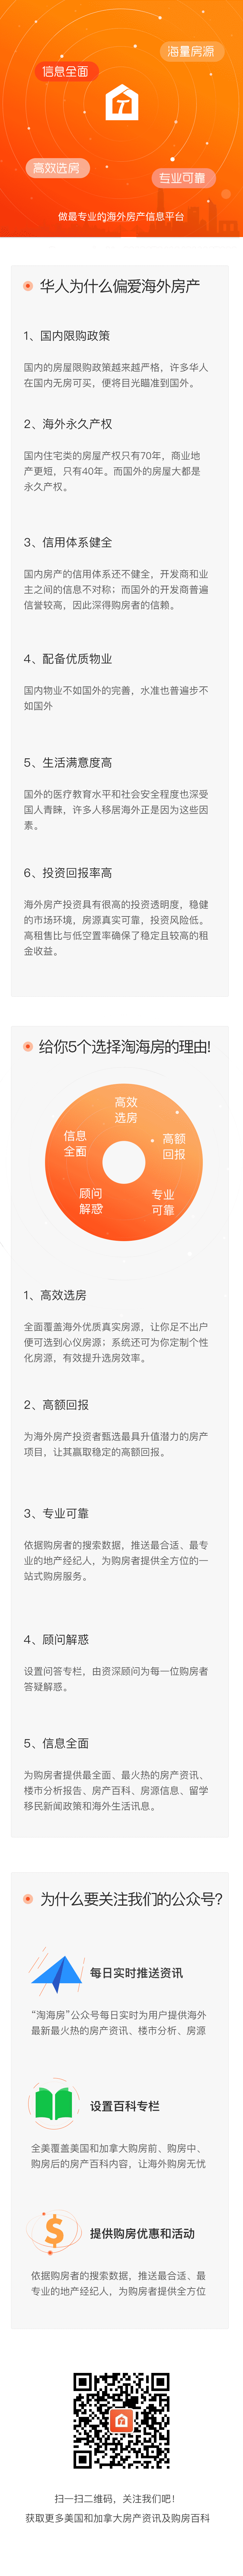 海量房源
信息全面
高效选房
专业可靠
做最专业的海外房产信息平台
华人为什么偏爱海外房产
1、国内限购政策
国内的房屋限购政策越来越严格，许多华人
在国内无房可买，便将目光瞄准到国外。
2、海外永久产权
国内住宅类的房屋产权只有70年，商业地
产更短，只有40年。而国外的房屋大都是
永久产权。
3、信用体系健全
国内房产的信用体系还不健全，开发商和业
主之间的信息不对称；而国外的开发商普遍
信誉较高，因此深得购房者的信赖。
4、配备优质物业
国内物业不如国外的完善，水准也普遍步不
如国外
5、生活满意度高
国外的医疗教育水平和社会安全程度也深受
国人青睐，许多人移居海外正是因为这些因
素。
6、投资回报率高
海外房产投资具有很高的投资透明度，稳健
的市场环境，房源真实可靠，投资风险低。
高租售比与低空置率确保了稳定且较高的租
金收益。
给你5个选择淘海房的理由!
高效
选房
信息
全面
高额
回报
顾问
解惑
专业
可靠
1、高效选房
全面覆盖海外优质真实房源，让你足不出户
便可选到心仪房源；系统还可为你定制个性
化房源，有效提升选房效率。
2、高额回报
为海外房产投资者甄选最具升值潜力的房产
项目，让其赢取稳定的高额回报。
3、专业可靠
依据购房者的搜索数据，推送最合适、最专
业的地产经纪人，为购房者提供全方位的一
站式购房服务。
4、顾问解惑
设置问答专栏，由资深顾问为每一位购房者
答疑解惑。
5、信息全面
为购房者提供最全面、最火热的房产资讯、
楼市分析报告、房产百科、房源信息、留学
移民新闻政策和海外生活讯息。
为什么要关注我们的公众号?
每日实时推送资讯
“淘海房”公众号每日实时为用户提供海外
最新最火热的房产资讯、楼市分析、房源
设置百科专栏
全美覆盖美国和加拿大购房前、购房中、
购房后的房产百科内容，让海外购房无忧
提供购房优惠和活动
依据购房者的搜索数据，推送最合适、最
专业的地产经纪人，为购房者提供全方位
扫一扫二维码，关注我们吧！
获取更多美国和加拿大房产资讯及购房百科